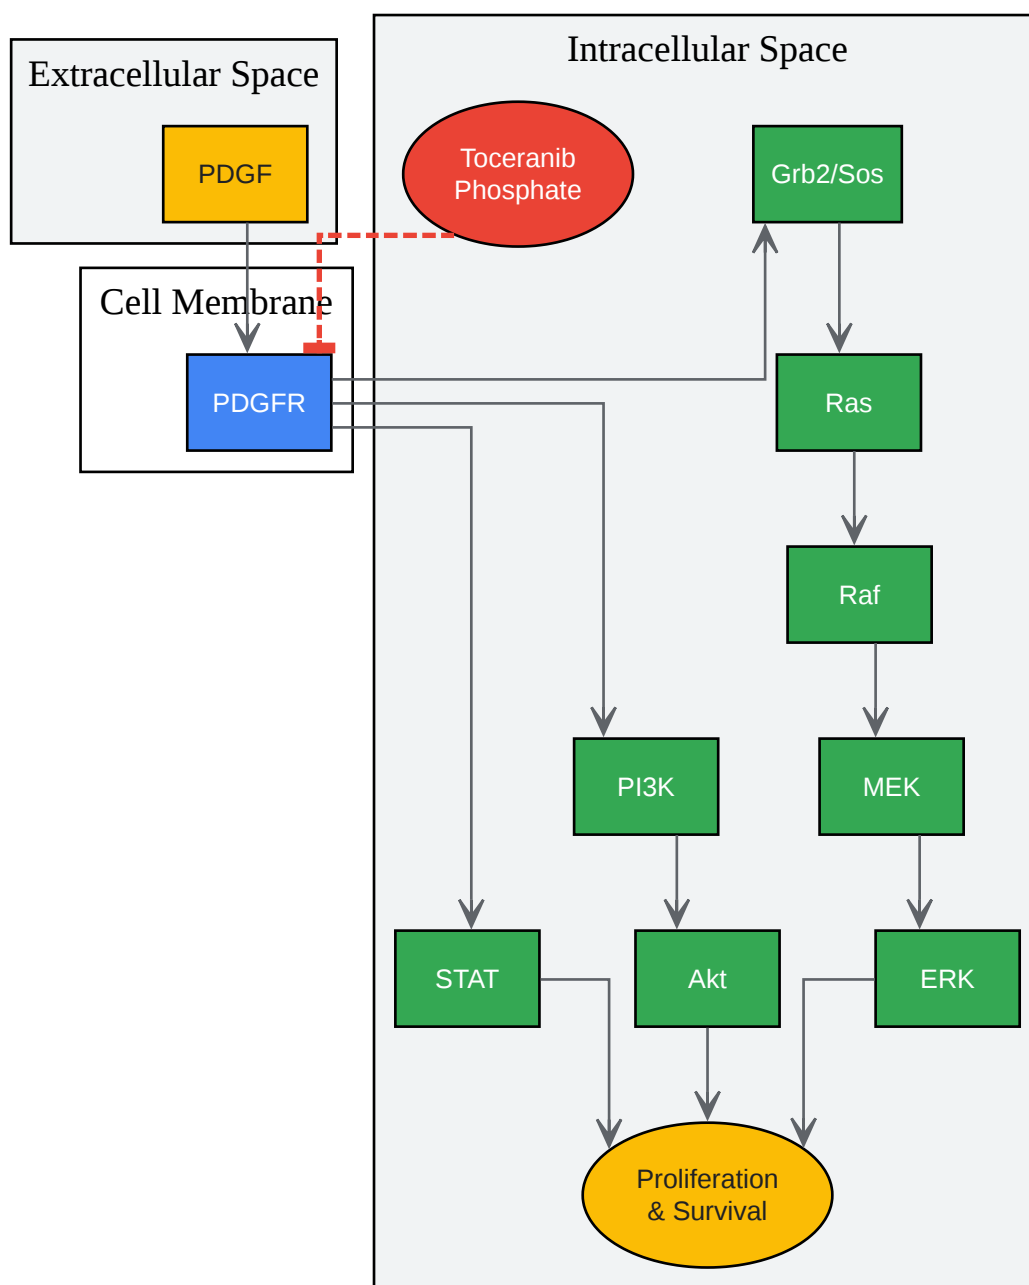 Extracellular Space
PDGF
Cell Membrane
PDGFR
Intracellular Space
Toceranib
Phosphate
Grb2/Sos
Ras
Raf
PI3K
MEK
STAT
Akt
ERK
Proliferation
& Survival